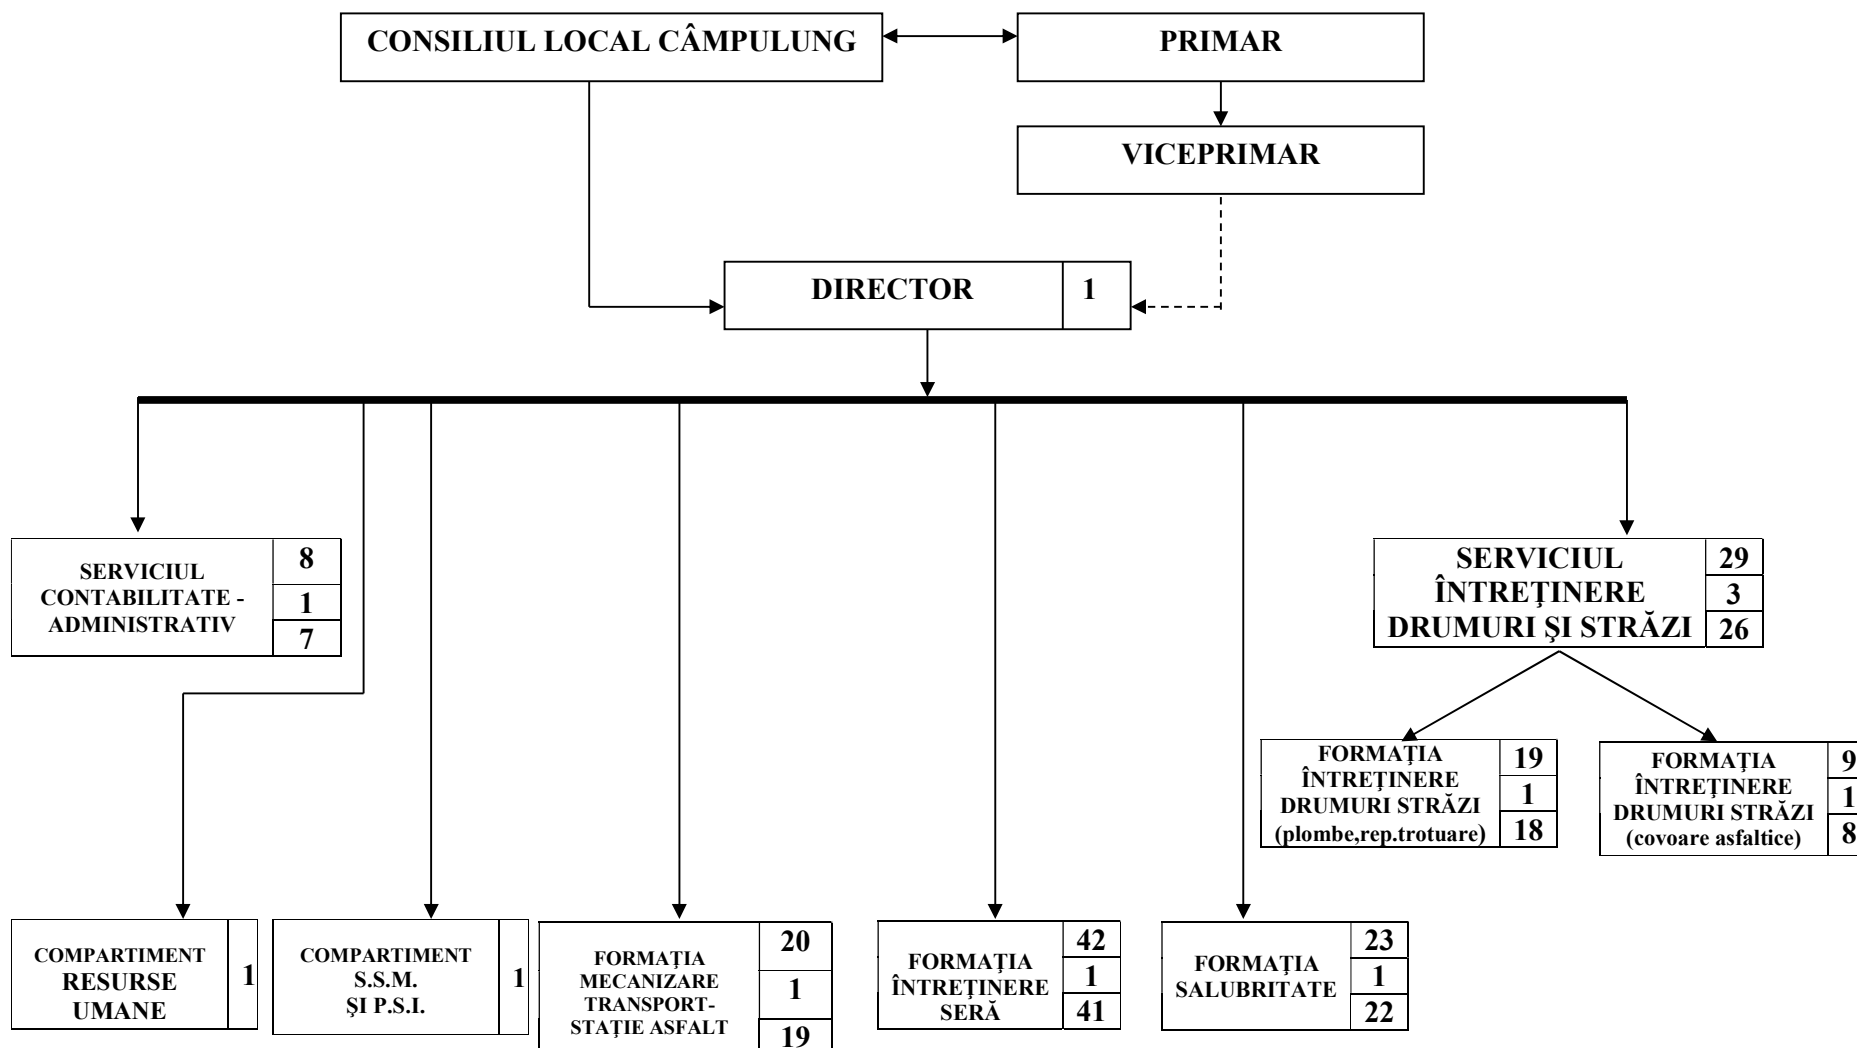 CONSILIUL LOCAL CÂMPULUNG
PRIMAR
VICEPRIMAR
DIRECTOR
1
SERVICIUL
CONTABILITATE -
ADMINISTRATIV
8
1
7
SERVICIUL
ÎNTREŢINERE
DRUMURI ŞI STRĂZI
29
3
26
FORMAŢIA
ÎNTREŢINERE
DRUMURI STRĂZI
(plombe,rep.trotuare)
19
1
18
FORMAŢIA
ÎNTREŢINERE
DRUMURI STRĂZI
(covoare asfaltice)
9
1
8
COMPARTIMENT
RESURSE
UMANE
1
COMPARTIMENT
S.S.M.
ŞI P.S.I.
1
FORMAŢIA
MECANIZARE
TRANSPORT-
STAŢIE ASFALT
20
1
19
FORMAŢIA
ÎNTREŢINERE
SERĂ
42
1
41
FORMAŢIA
SALUBRITATE
23
1
22